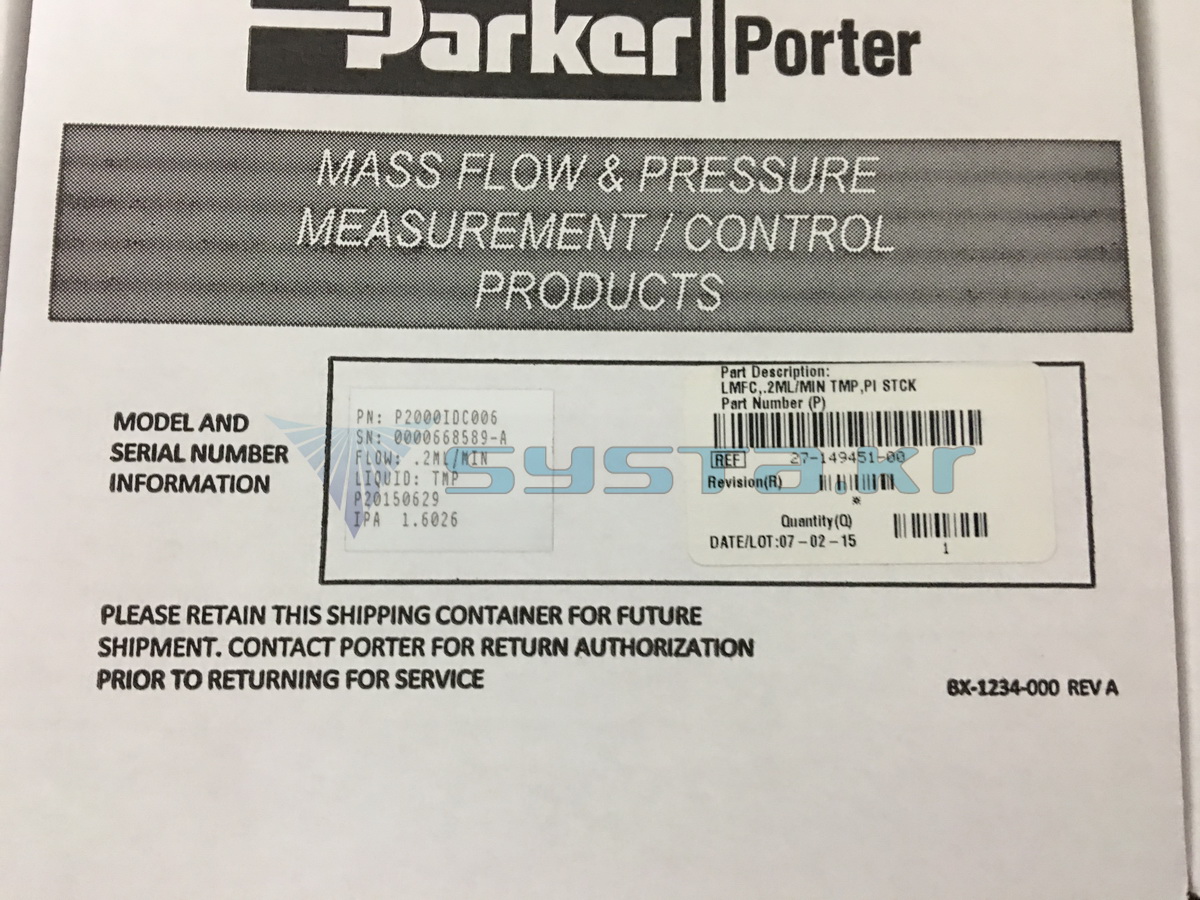 Parker Porter
MASS FLOW & PRESSURE
MEASUREMENT / CONTROL
PRODUCTS
MODEL AND
SERIAL NUMBER
INFORMATION
PN: P2000IDC006
SN: 0000668589-A
FLOW: .2ML/MIN
LIQUID: TMP
P20150629
IPA 1.6026
Part Description:
LMFC,.2ML/MIN TMP,PI STCK
Part Number (P)
REF 27-149451-00
Revision(R)
*
Quantity(Q)
DATE/LOT:07-02-15
1
systa.kr
PLEASE RETAIN THIS SHIPPING CONTAINER FOR FUTURE
SHIPMENT. CONTACT PORTER FOR RETURN AUTHORIZATION
PRIOR TO RETURNING FOR SERVICE
BX-1234-000 REV A